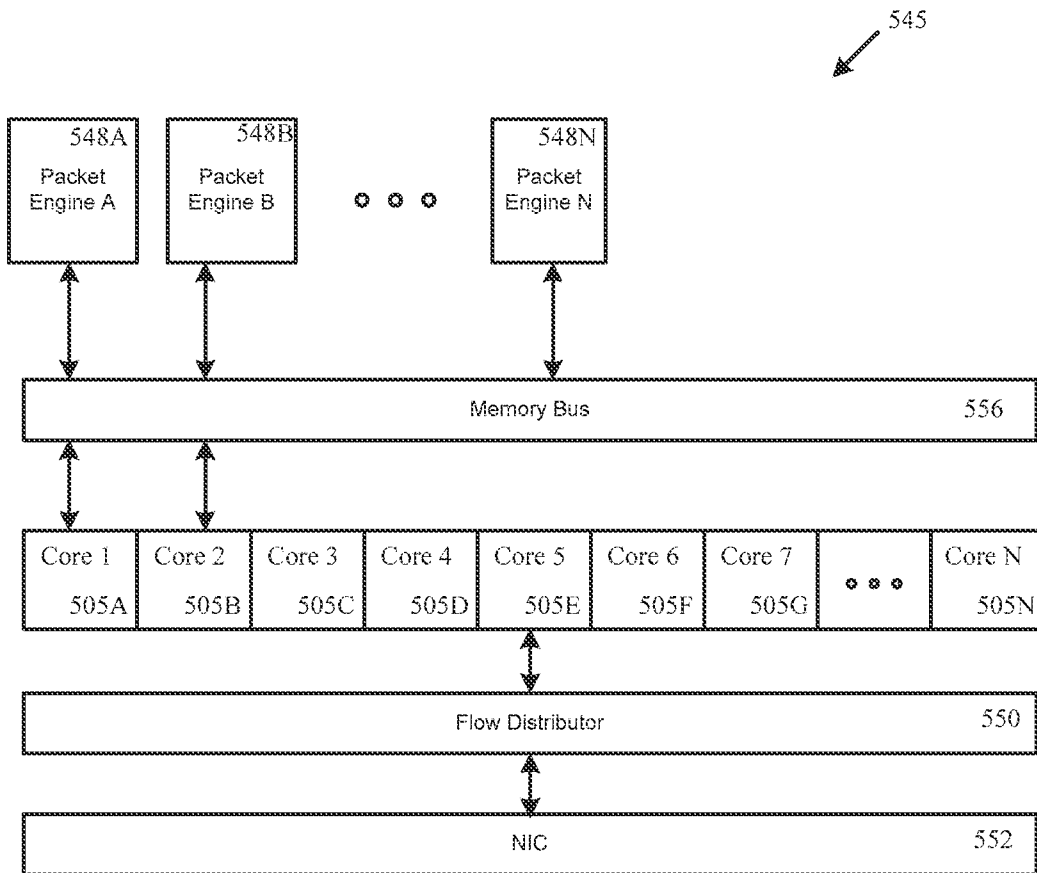 545
548A
Packet
Engine A
548B
Packet
Engine B
548N
Packet
Engine N
Memory Bus
556
Core 1
505A
Core 2
505B
Core 3
505C
Core 4
505D
Core 5
505E
Core 6
505F
Core 7
505G
Core N
505N
Flow Distributor
550
NIC
552